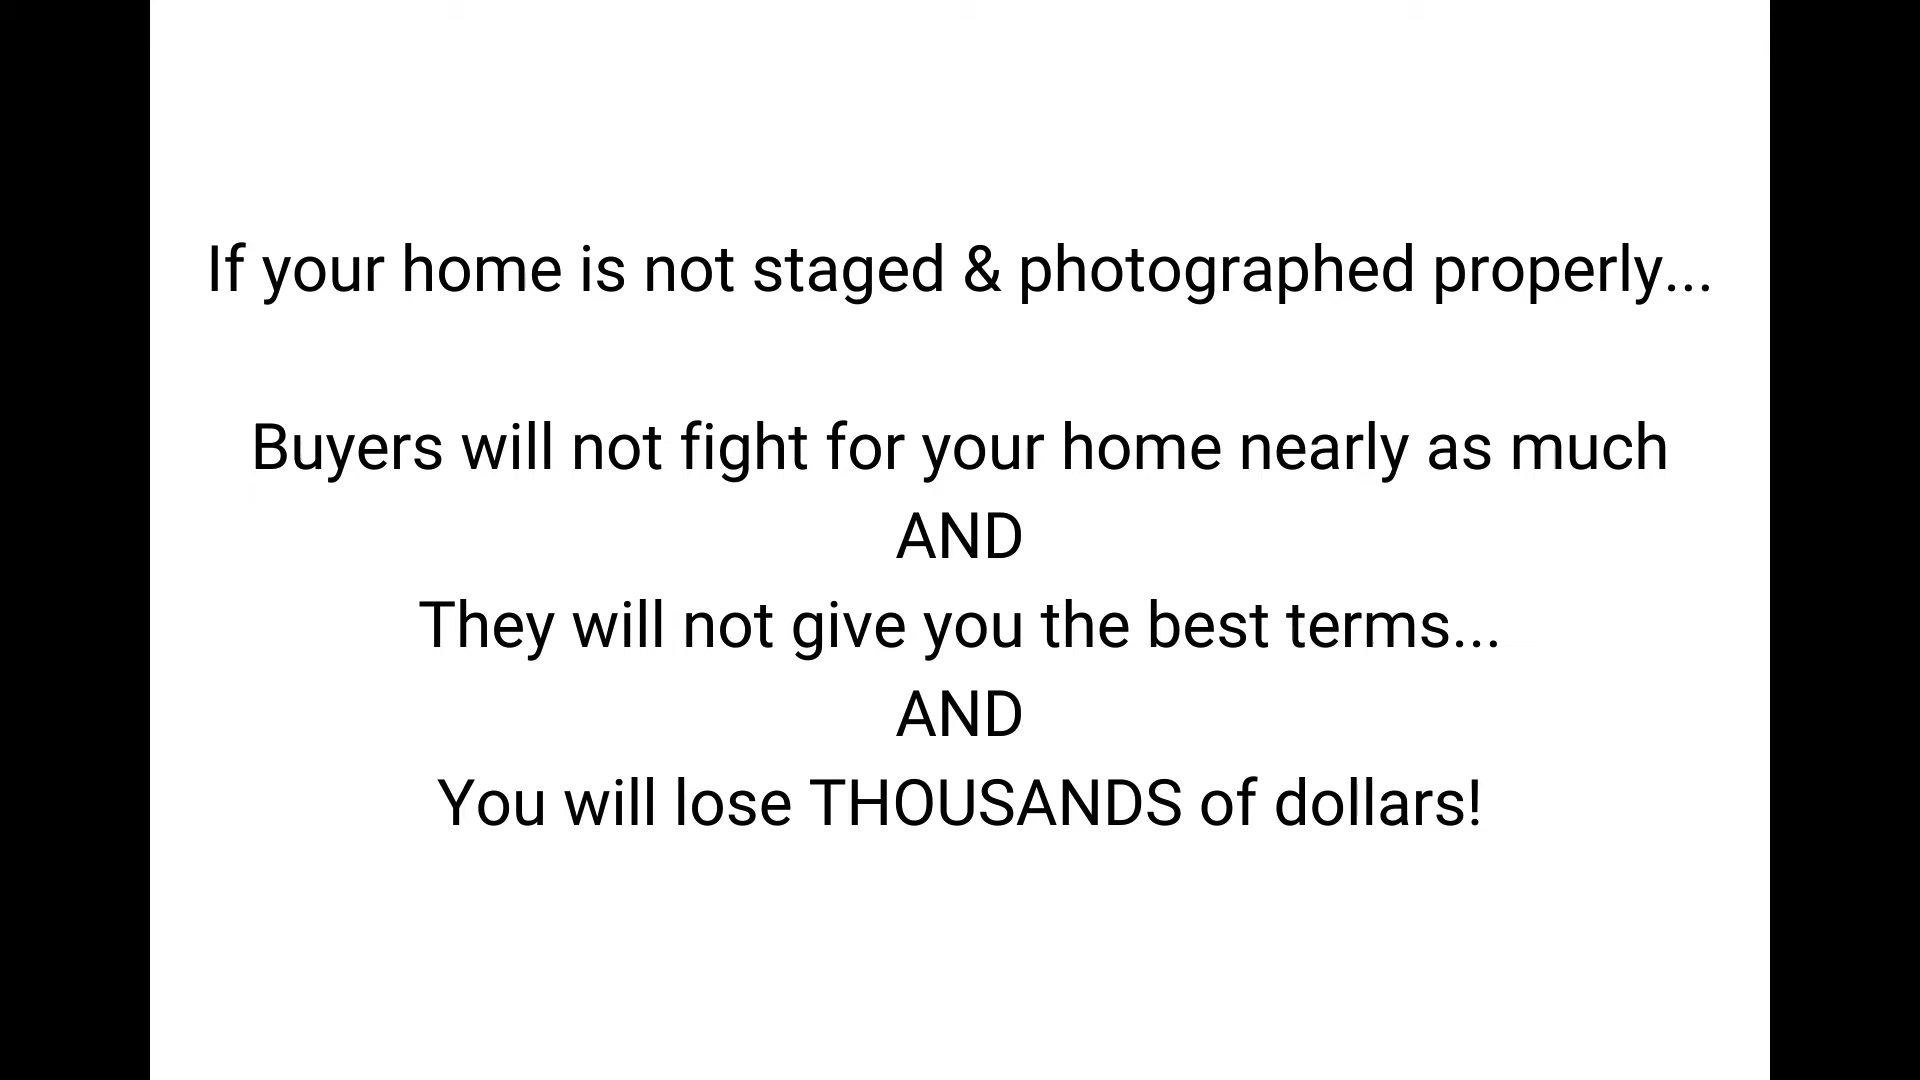 If your home is not staged & photographed properly...
Buyers will not fight for your home nearly as much
AND
They will not give you the best terms...
AND
You will lose THOUSANDS of dollars!